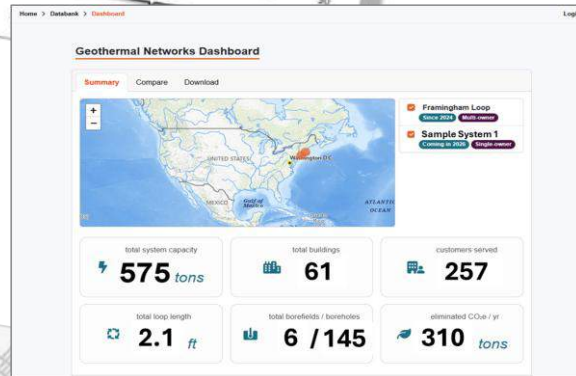 Home > Databank > Dashboard
Geothermal Networks Dashboard
Summary Compare Download
+
−
UNITED STATES
Washington D.C.
MEXICO
Gulf of
Mexico
ATLANTIC
OCEAN
Framingham Loop
Since 2024 Multi-owner
Sample System 1
Coming in 2026 Single-owner
total system capacity
575 tons
total buildings
61
customers served
257
total loop length
2.1 ft
total borefields / boreholes
6 / 145
eliminated CO₂e / yr
310 tons